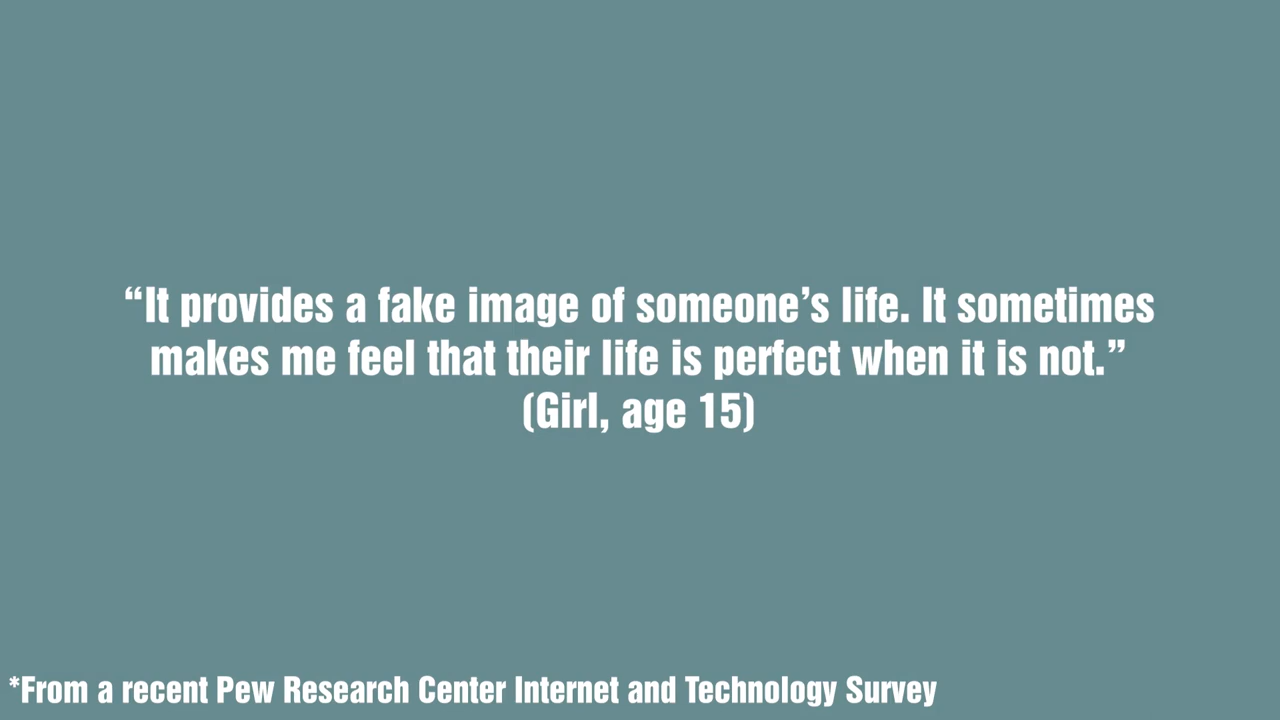 “It provides a fake image of someone’s life. It sometimes
makes me feel that their life is perfect when it is not.”
(Girl, age 15)
*From a recent Pew Research Center Internet and Technology Survey